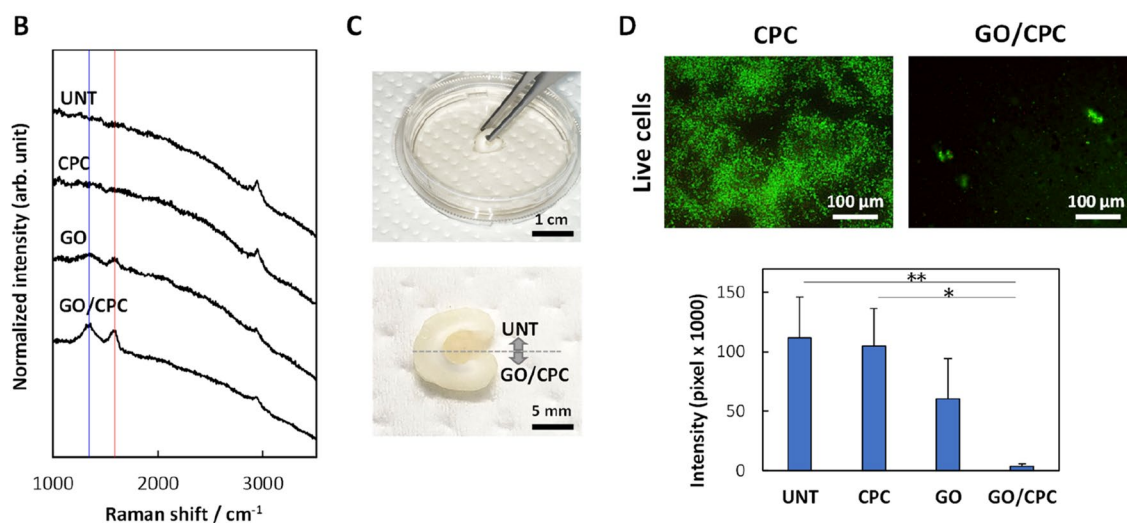 B
Normalized intensity (arb. unit)
UNT
CPC
GO
GO/CPC
1000
2000
3000
Raman shift / cm⁻¹
C
1 cm
UNT
GO/CPC
5 mm
D
CPC
GO/CPC
Live cells
100 µm
100 µm
Intensity (pixel x 1000)
150
100
50
0
**
*
UNT
CPC
GO
GO/CPC